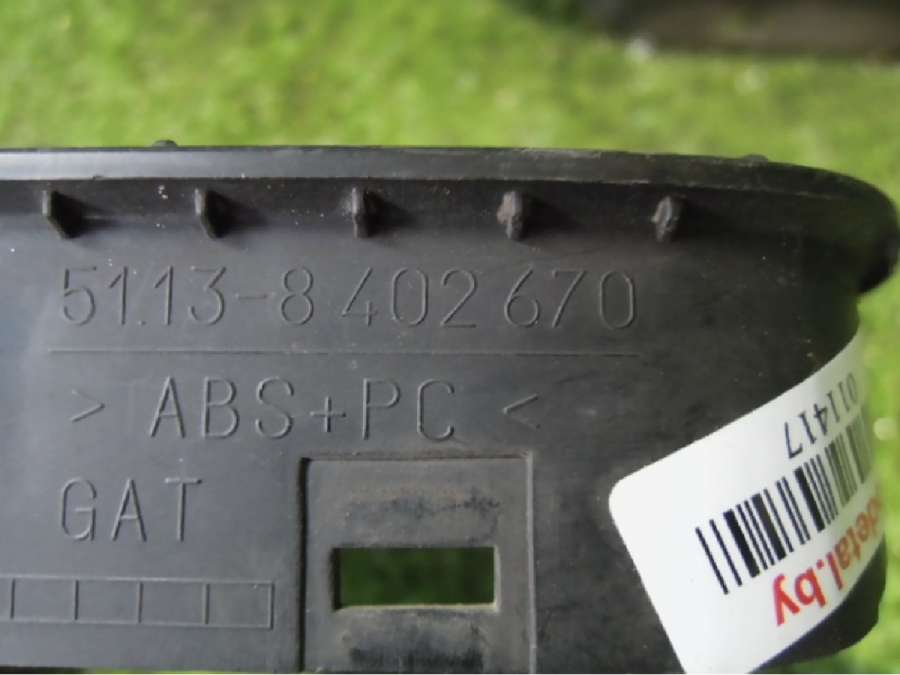 51.13-8 402 670
> ABS+PC <
GAT
011417
detal.by